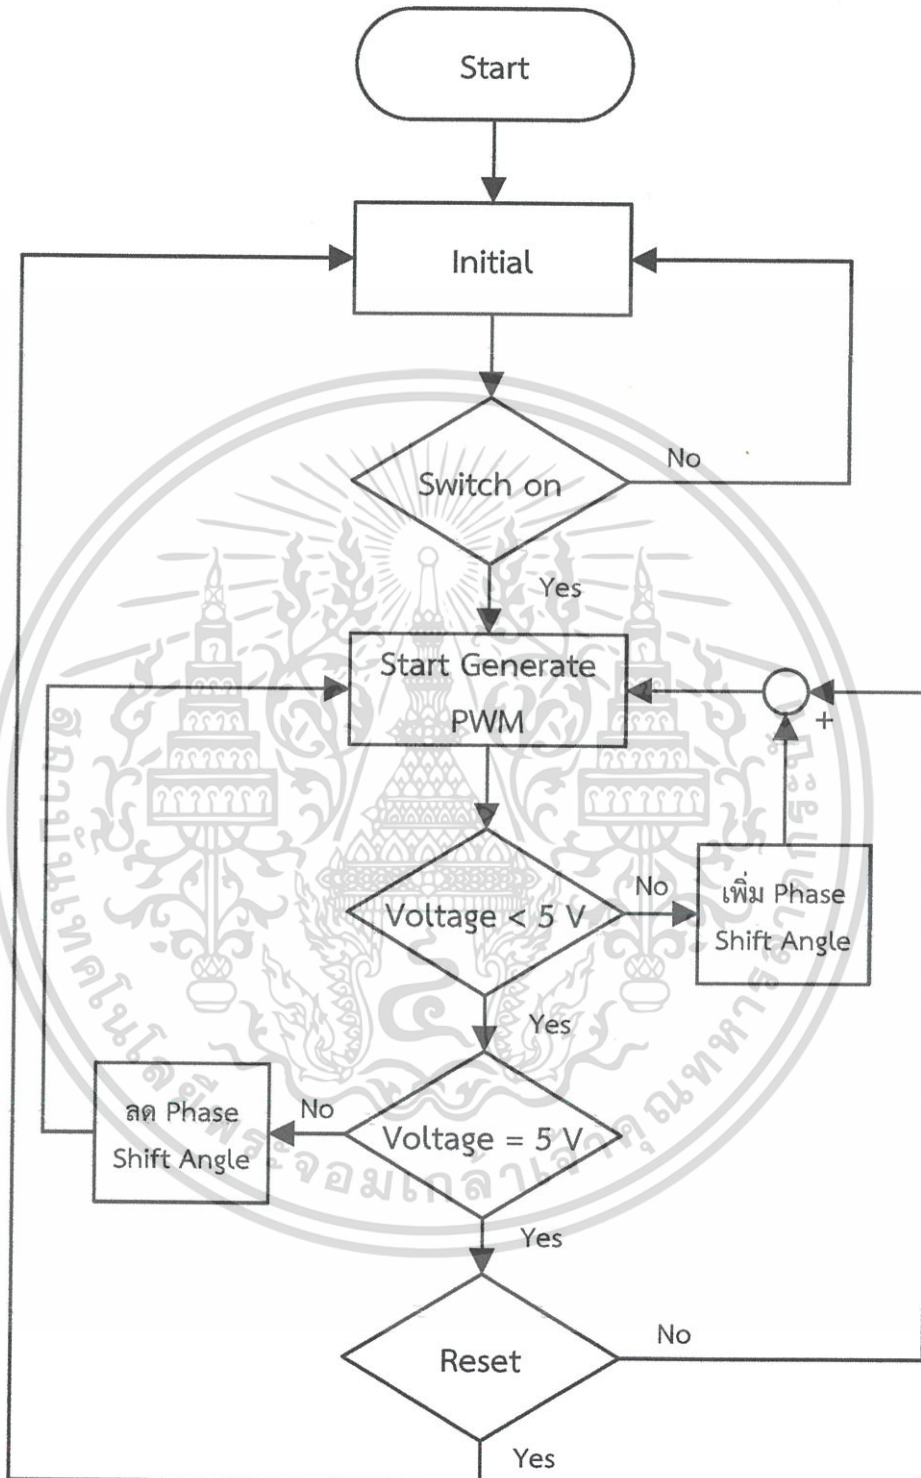 Start
Initial
Switch on
No
Yes
Start Generate
PWM
+
Voltage < 5 V
No
เพิ่ม Phase
Shift Angle
Yes
ลด Phase
Shift Angle
No
Voltage = 5 V
Yes
Reset
No
Yes